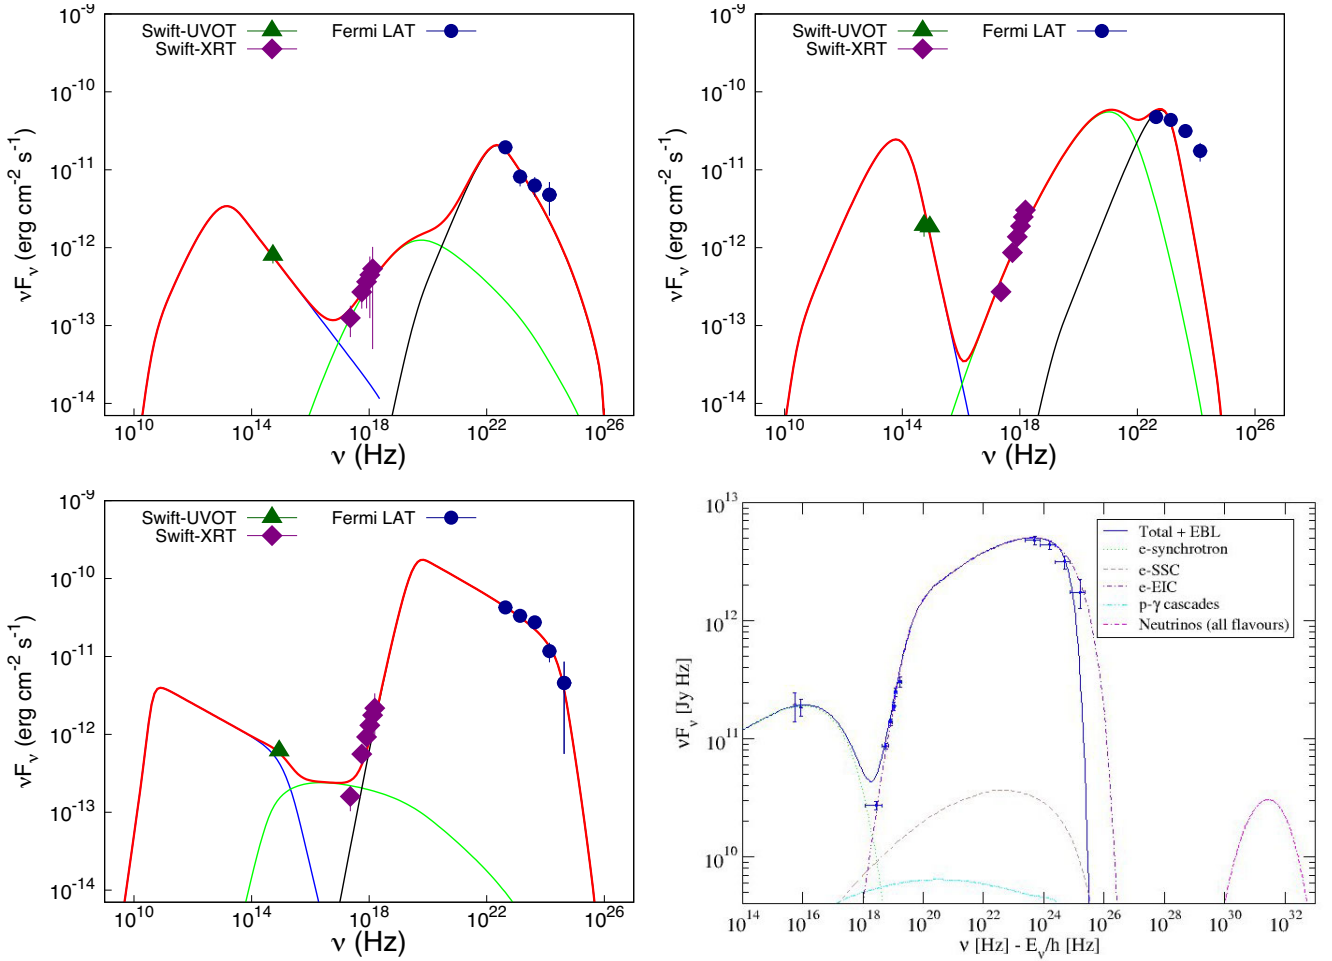 10^-9
10^-10
10^-11
10^-12
10^-13
10^-14
νF_ν (erg cm^-2 s^-1)
Swift-UVOT
Swift-XRT
Fermi LAT
10^10 10^14 10^18 10^22 10^26
ν (Hz)
10^-9
10^-10
10^-11
10^-12
10^-13
10^-14
νF_ν (erg cm^-2 s^-1)
Swift-UVOT
Swift-XRT
Fermi LAT
10^10 10^14 10^18 10^22 10^26
ν (Hz)
10^-9
10^-10
10^-11
10^-12
10^-13
10^-14
νF_ν (erg cm^-2 s^-1)
Swift-UVOT
Swift-XRT
Fermi LAT
10^10 10^14 10^18 10^22 10^26
ν (Hz)
10^13
10^12
10^11
10^10
νF_ν [Jy Hz]
Total + EBL
e-synchrotron
e-SSC
e-EIC
p-γ cascades
Neutrinos (all flavours)
10^14 10^16 10^18 10^20 10^22 10^24 10^26 10^28 10^30 10^32
ν [Hz] - E_ν/h [Hz]